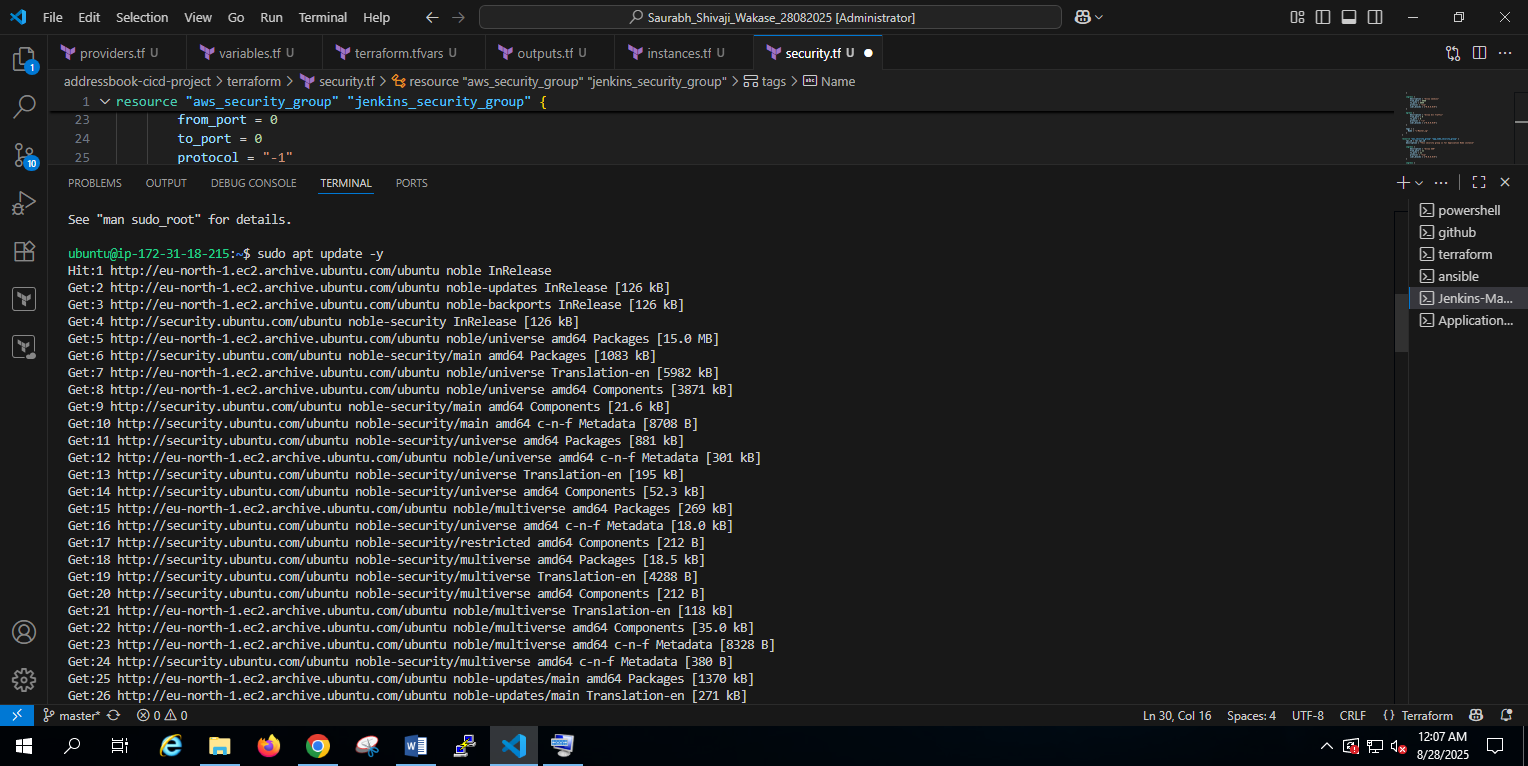 File Edit Selection View Go Run Terminal Help
Saurabh_Shivaji_Wakase_28082025 [Administrator]
providers.tf U variables.tf U terraform.tfvars U outputs.tf U instances.tf U security.tf U
addressbook-cicd-project > terraform > security.tf > resource "aws_security_group" "jenkins_security_group" > tags > Name
1 resource "aws_security_group" "jenkins_security_group" {
23 from_port = 0
24 to_port = 0
25 protocol = "-1"
PROBLEMS OUTPUT DEBUG CONSOLE TERMINAL PORTS
See "man sudo_root" for details.
ubuntu@ip-172-31-18-215:~$ sudo apt update -y
Hit:1 http://eu-north-1.ec2.archive.ubuntu.com/ubuntu noble InRelease
Get:2 http://eu-north-1.ec2.archive.ubuntu.com/ubuntu noble-updates InRelease [126 kB]
Get:3 http://eu-north-1.ec2.archive.ubuntu.com/ubuntu noble-backports InRelease [126 kB]
Get:4 http://security.ubuntu.com/ubuntu noble-security InRelease [126 kB]
Get:5 http://eu-north-1.ec2.archive.ubuntu.com/ubuntu noble/universe amd64 Packages [15.0 MB]
Get:6 http://security.ubuntu.com/ubuntu noble-security/main amd64 Packages [1083 kB]
Get:7 http://eu-north-1.ec2.archive.ubuntu.com/ubuntu noble/universe Translation-en [5982 kB]
Get:8 http://eu-north-1.ec2.archive.ubuntu.com/ubuntu noble/universe amd64 Components [3871 kB]
Get:9 http://security.ubuntu.com/ubuntu noble-security/main amd64 Components [21.6 kB]
Get:10 http://security.ubuntu.com/ubuntu noble-security/main amd64 c-n-f Metadata [8708 B]
Get:11 http://security.ubuntu.com/ubuntu noble-security/universe amd64 Packages [881 kB]
Get:12 http://eu-north-1.ec2.archive.ubuntu.com/ubuntu noble/universe amd64 c-n-f Metadata [301 kB]
Get:13 http://security.ubuntu.com/ubuntu noble-security/universe Translation-en [195 kB]
Get:14 http://security.ubuntu.com/ubuntu noble-security/universe amd64 Components [52.3 kB]
Get:15 http://eu-north-1.ec2.archive.ubuntu.com/ubuntu noble/multiverse amd64 Packages [269 kB]
Get:16 http://security.ubuntu.com/ubuntu noble-security/universe amd64 c-n-f Metadata [18.0 kB]
Get:17 http://security.ubuntu.com/ubuntu noble-security/restricted amd64 Components [212 B]
Get:18 http://security.ubuntu.com/ubuntu noble-security/multiverse amd64 Packages [18.5 kB]
Get:19 http://security.ubuntu.com/ubuntu noble-security/multiverse Translation-en [4288 B]
Get:20 http://security.ubuntu.com/ubuntu noble-security/multiverse amd64 Components [212 B]
Get:21 http://eu-north-1.ec2.archive.ubuntu.com/ubuntu noble/multiverse Translation-en [118 kB]
Get:22 http://eu-north-1.ec2.archive.ubuntu.com/ubuntu noble/multiverse amd64 Components [35.0 kB]
Get:23 http://eu-north-1.ec2.archive.ubuntu.com/ubuntu noble/multiverse amd64 c-n-f Metadata [8328 B]
Get:24 http://security.ubuntu.com/ubuntu noble-security/multiverse amd64 c-n-f Metadata [380 B]
Get:25 http://eu-north-1.ec2.archive.ubuntu.com/ubuntu noble-updates/main amd64 Packages [1370 kB]
Get:26 http://eu-north-1.ec2.archive.ubuntu.com/ubuntu noble-updates/main Translation-en [271 kB]
powershell
github
terraform
ansible
Jenkins-Ma...
Application...
1
10
master* 0 0 Ln 30, Col 16 Spaces: 4 UTF-8 CRLF {} Terraform
12:07 AM
8/28/2025